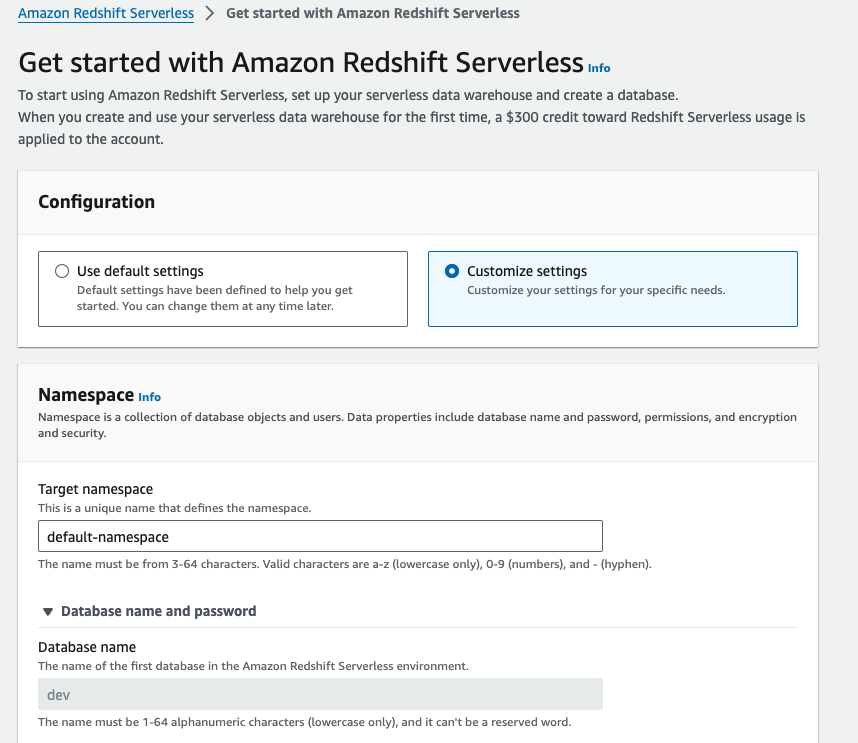 Amazon Redshift Serverless > Get started with Amazon Redshift Serverless
Get started with Amazon Redshift Serverless Info
To start using Amazon Redshift Serverless, set up your serverless data warehouse and create a database.
When you create and use your serverless data warehouse for the first time, a $300 credit toward Redshift Serverless usage is
applied to the account.
Configuration
Use default settings
Default settings have been defined to help you get
started. You can change them at any time later.
Customize settings
Customize your settings for your specific needs.
Namespace Info
Namespace is a collection of database objects and users. Data properties include database name and password, permissions, and encryption
and security.
Target namespace
This is a unique name that defines the namespace.
default-namespace
The name must be from 3-64 characters. Valid characters are a-z (lowercase only), 0-9 (numbers), and - (hyphen).
Database name and password
Database name
The name of the first database in the Amazon Redshift Serverless environment.
dev
The name must be 1-64 alphanumeric characters (lowercase only), and it can't be a reserved word.